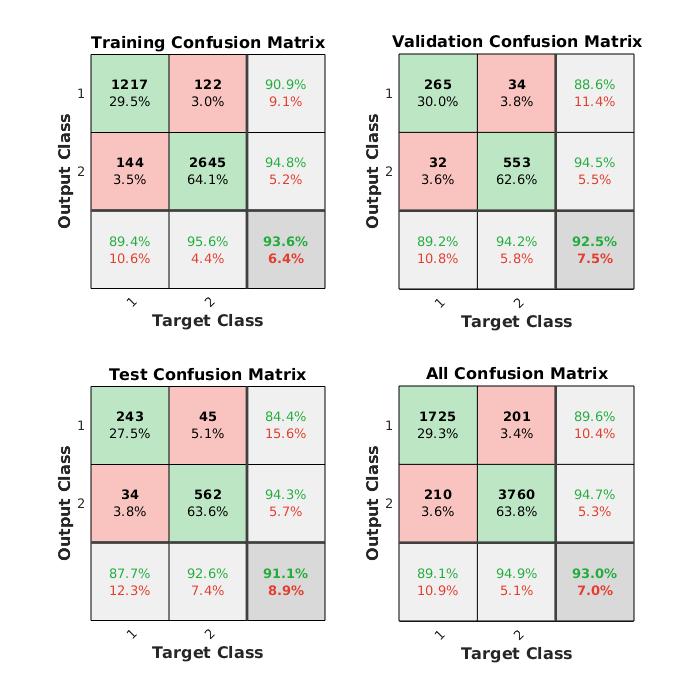 Training Confusion Matrix
1217 122 90.9%
29.5% 3.0% 9.1%
1
144 2645 94.8%
3.5% 64.1% 5.2%
2
89.4% 95.6% 93.6%
10.6% 4.4% 6.4%
1 2
Target Class
Output Class
Validation Confusion Matrix
265 34 88.6%
30.0% 3.8% 11.4%
1
32 553 94.5%
3.6% 62.6% 5.5%
2
89.2% 94.2% 92.5%
10.8% 5.8% 7.5%
1 2
Target Class
Output Class
Test Confusion Matrix
243 45 84.4%
27.5% 5.1% 15.6%
1
34 562 94.3%
3.8% 63.6% 5.7%
2
87.7% 92.6% 91.1%
12.3% 7.4% 8.9%
1 2
Target Class
Output Class
All Confusion Matrix
1725 201 89.6%
29.3% 3.4% 10.4%
1
210 3760 94.7%
3.6% 63.8% 5.3%
2
89.1% 94.9% 93.0%
10.9% 5.1% 7.0%
1 2
Target Class
Output Class